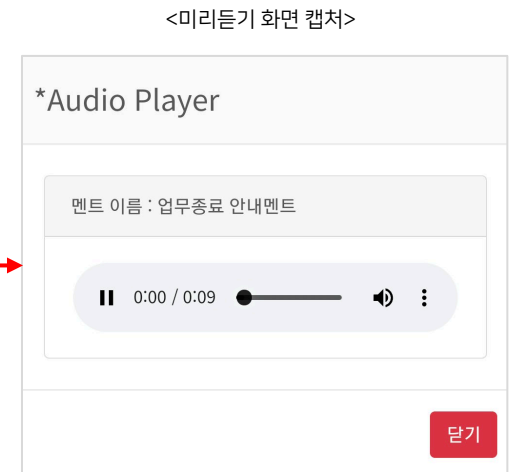 <미리듣기 화면 캡처>
*Audio Player
멘트 이름 : 업무종료 안내멘트
0:00 / 0:09
닫기